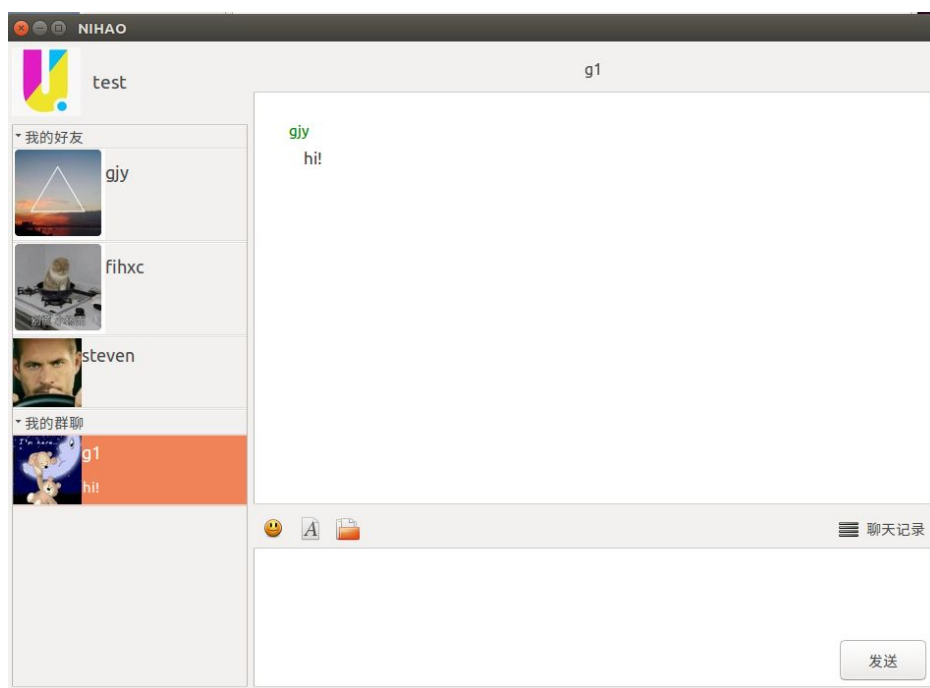 NIHAO
test
g1
我的好友
gjy
fihxc
steven
我的群聊
I'm here...
g1
hi!
gjy
hi!
A
聊天记录
发送